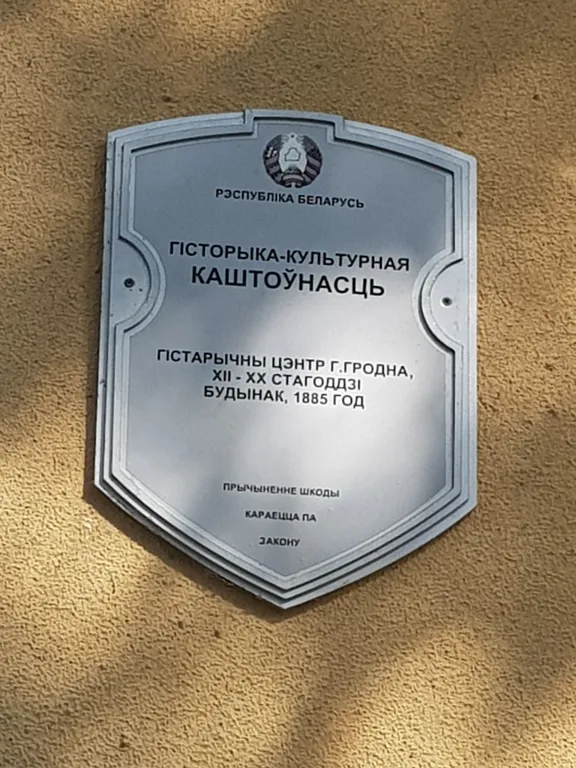 РЭСПУБЛІКА БЕЛАРУСЬ
ГІСТОРЫКА-КУЛЬТУРНАЯ
КАШТОЎНАСЦЬ
ГІСТАРЫЧНЫ ЦЭНТР Г.ГРОДНА,
XII - XX СТАГОДДЗІ
БУДЫНАК, 1885 ГОД
ПРЫЧЫНЕННЕ ШКОДЫ
КАРАЕЦЦА ПА
ЗАКОНУ